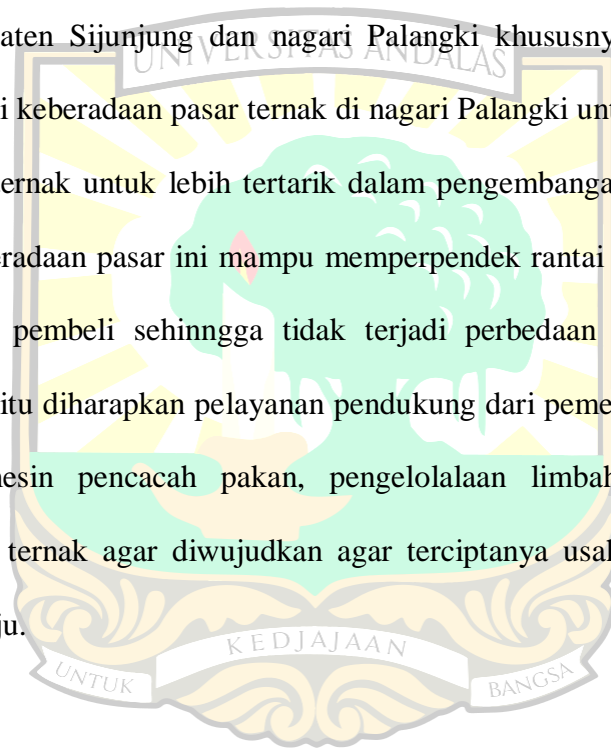 aten Sijunjung dan nagari Palangki khususny
UNIVERSITAS ANDALAS
i keberadaan pasar ternak di nagari Palangki unt
ernak untuk lebih tertarik dalam pengembanga
eradaan pasar ini mampu memperpendek rantai
pembeli sehinngga tidak terjadi perbedaan
itu diharapkan pelayanan pendukung dari peme
esin pencacah pakan, pengelolalaan limbah
ternak agar diwujudkan agar terciptanya usal
ju.
KEDJAJAAN
UNTUK BANGSA